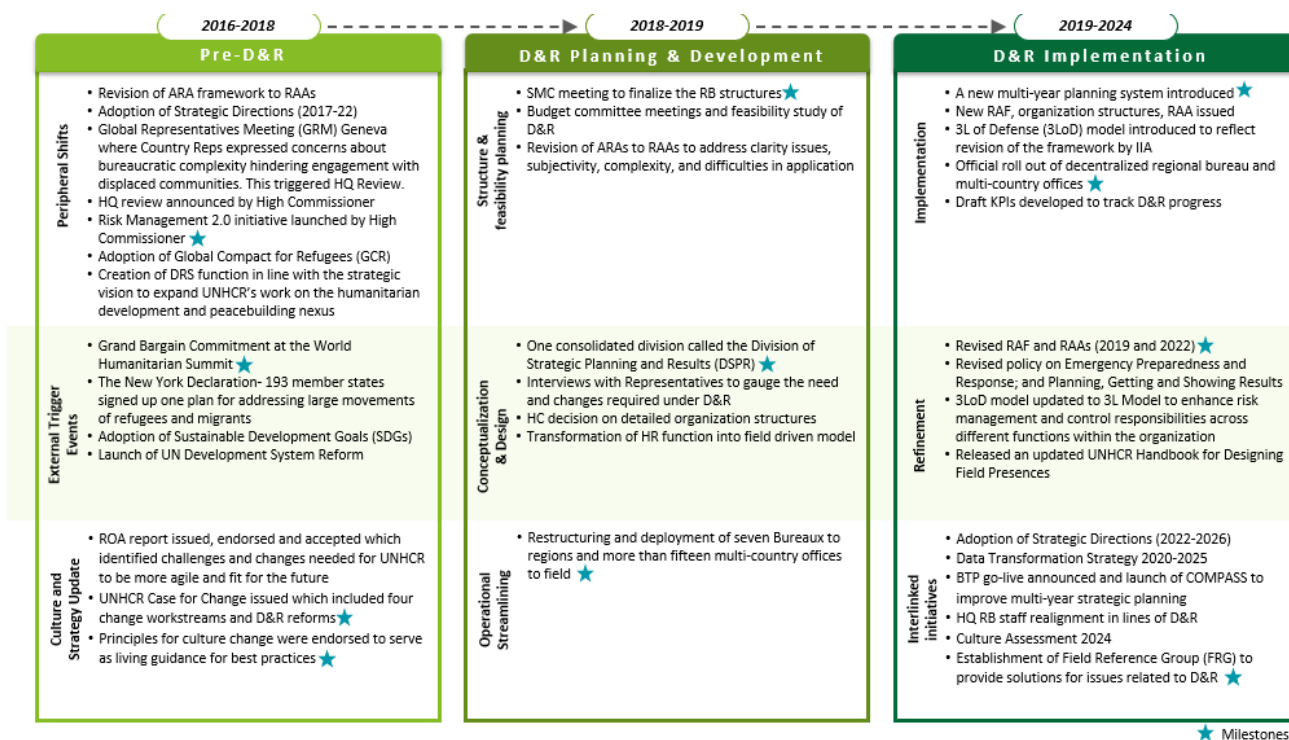 2016-2018
2018-2019
2019-2024
Pre-D&R
D&R Planning & Development
D&R Implementation
Peripheral Shifts
• Revision of ARA framework to RAAs
• Adoption of Strategic Directions (2017-22)
• Global Representatives Meeting (GRM) Geneva
where Country Reps expressed concerns about
bureaucratic complexity hindering engagement with
displaced communities. This triggered HQ Review.
• HQ review announced by High Commissioner
• Risk Management 2.0 initiative launched by High
Commissioner
• Adoption of Global Compact for Refugees (GCR)
• Creation of DRS function in line with the strategic
vision to expand UNHCR's work on the humanitarian
development and peacebuilding nexus
External Trigger
Events
• Grand Bargain Commitment at the World
Humanitarian Summit
• The New York Declaration- 193 member states
signed up one plan for addressing large movements
of refugees and migrants
• Adoption of Sustainable Development Goals (SDGs)
• Launch of UN Development System Reform
Culture and
Strategy Update
• ROA report issued, endorsed and accepted which
identified challenges and changes needed for UNHCR
to be more agile and fit for the future
• UNHCR Case for Change issued which included four
change workstreams and D&R reforms
• Principles for culture change were endorsed to serve
as living guidance for best practices
Structure &
feasibility planning
• SMC meeting to finalize the RB structures
• Budget committee meetings and feasibility study of
D&R
• Revision of ARAs to RAAs to address clarity issues,
subjectivity, complexity, and difficulties in application
Conceptualization
& Design
• One consolidated division called the Division of
Strategic Planning and Results (DSPR)
• Interviews with Representatives to gauge the need
and changes required under D&R
• HC decision on detailed organization structures
• Transformation of HR function into field driven model
Operational
Streamlining
• Restructuring and deployment of seven Bureaux to
regions and more than fifteen multi-country offices
to field
Implementation
• A new multi-year planning system introduced
• New RAF, organization structures, RAA issued
• 3L of Defense (3LoD) model introduced to reflect
revision of the framework by IIA
• Official roll out of decentralized regional bureau and
multi-country offices
• Draft KPIs developed to track D&R progress
Refinement
• Revised RAF and RAAs (2019 and 2022)
• Revised policy on Emergency Preparedness and
Response; and Planning, Getting and Showing Results
• 3LoD model updated to 3L Model to enhance risk
management and control responsibilities across
different functions within the organization
• Released an updated UNHCR Handbook for Designing
Field Presences
Interlinked
initiatives
• Adoption of Strategic Directions (2022-2026)
• Data Transformation Strategy 2020-2025
• BTP go-live announced and launch of COMPASS to
improve multi-year strategic planning
• HQ RB staff realignment in lines of D&R
• Culture Assessment 2024
• Establishment of Field Reference Group (FRG) to
provide solutions for issues related to D&R
Milestones